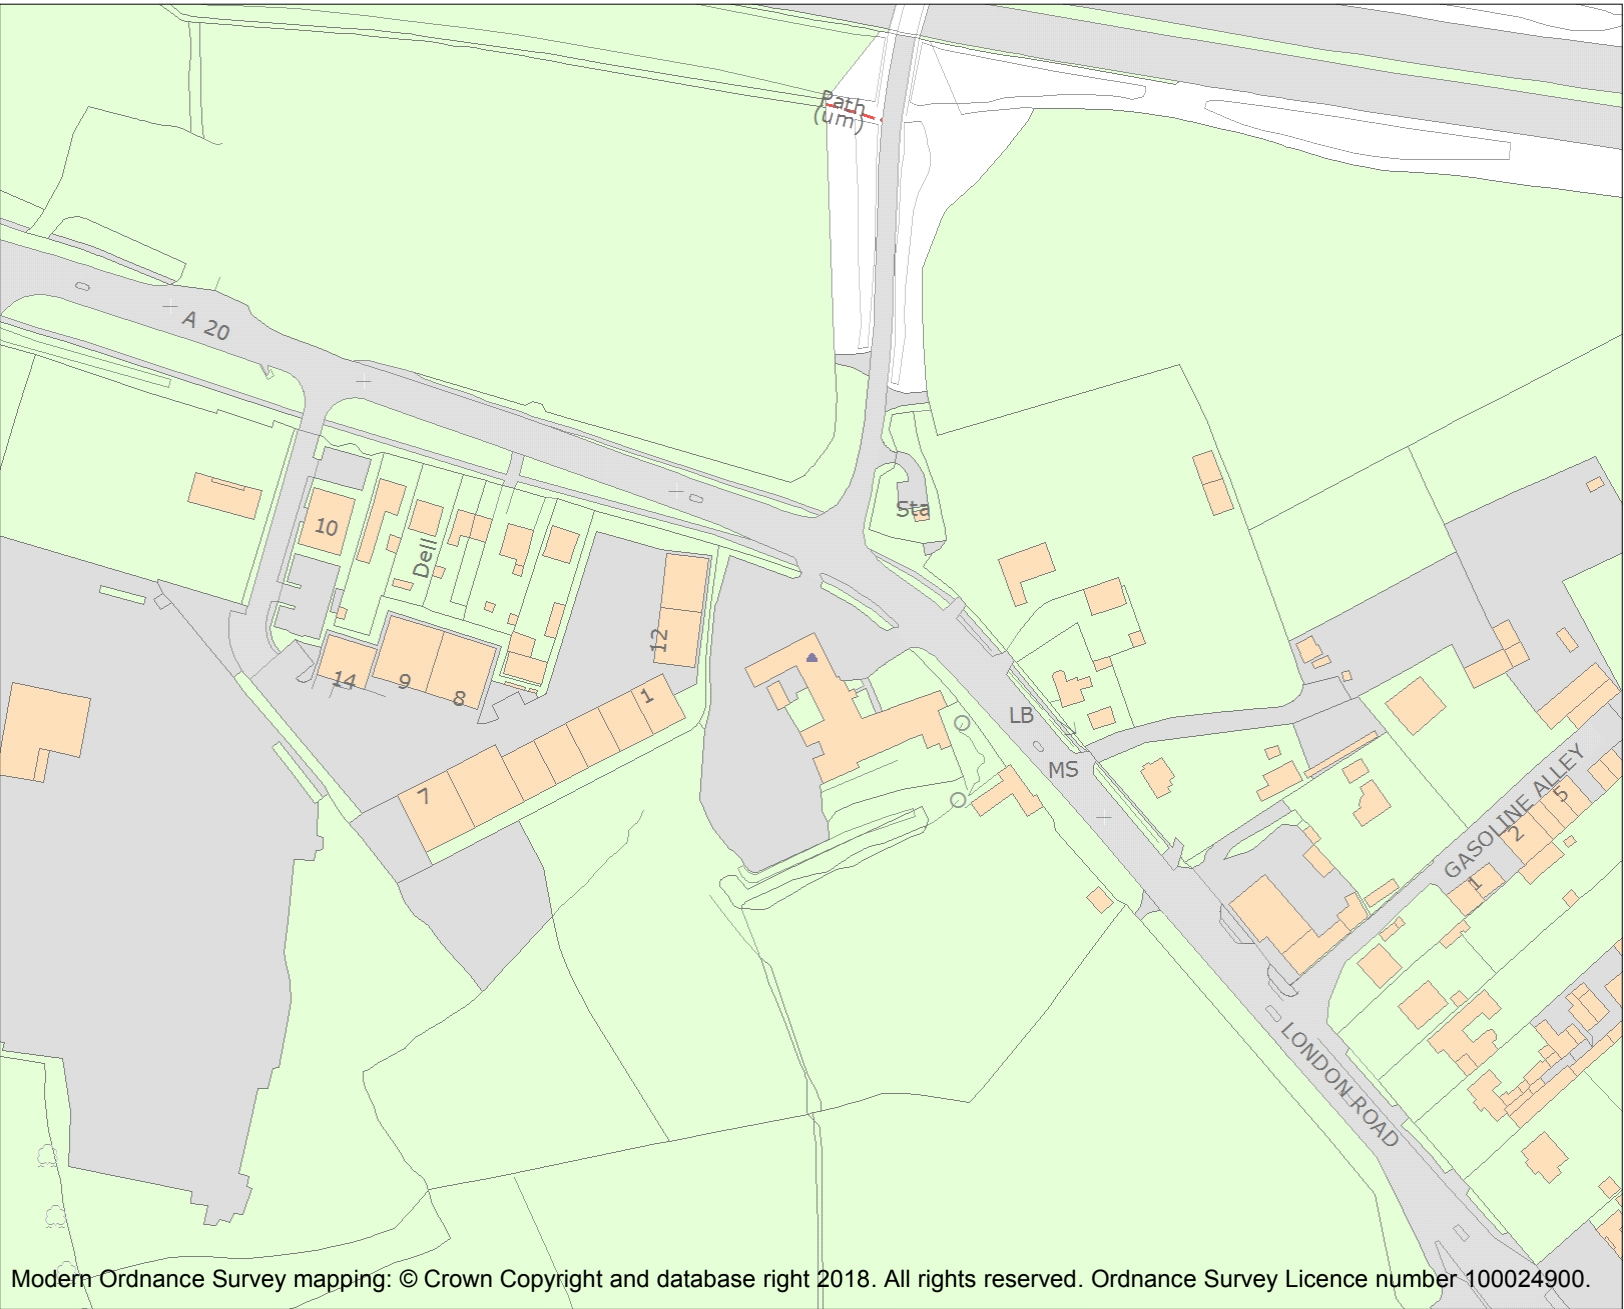 Path
(um)
A 20
10
Dell
Sta
12
14
9
8
1
7
LB
MS
GASOLINE ALLEY
5
2
1
LONDON ROAD
Modern Ordnance Survey mapping: © Crown Copyright and database right 2018. All rights reserved. Ordnance Survey Licence number 100024900.